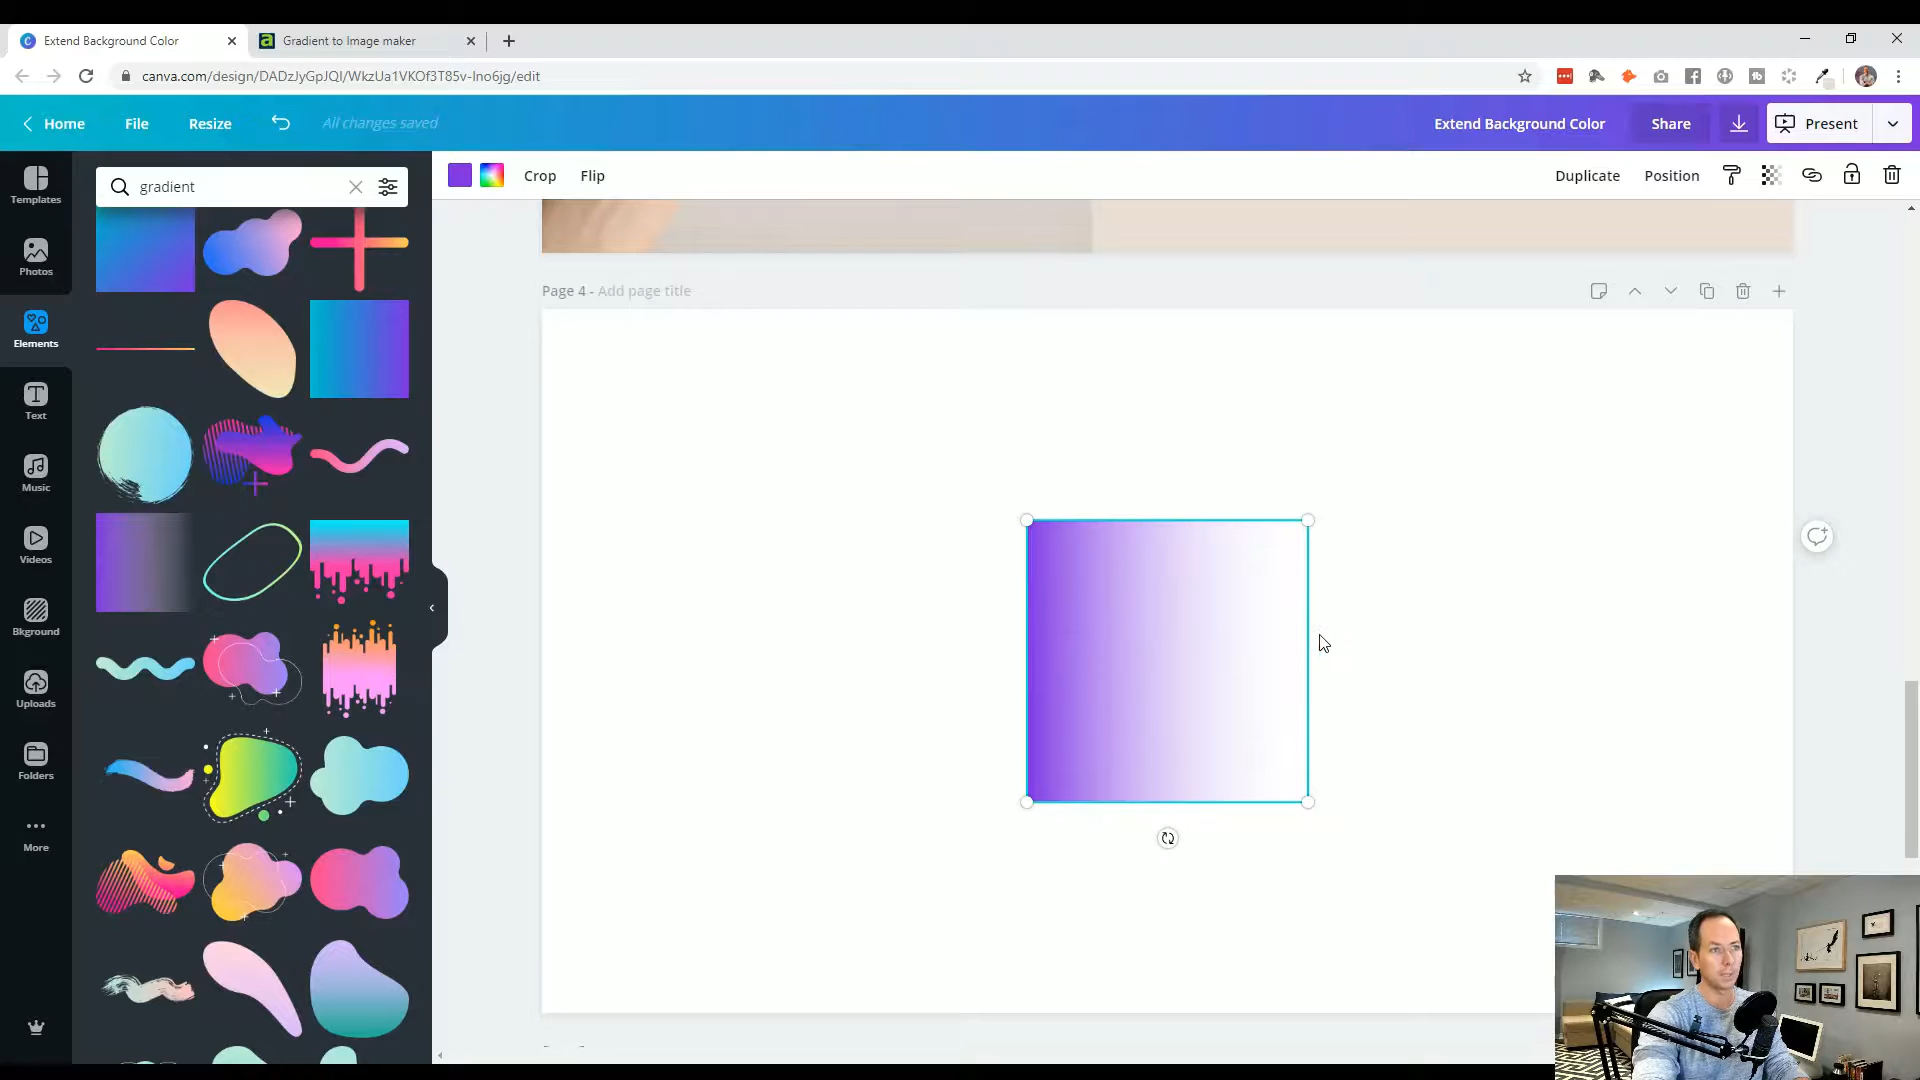 Extend Background Color
Gradient to Image maker
canva.com/design/DADzJyGpJQI/WkzUa1VKOf3T85v-lno6jg/edit
Home
File
Resize
All changes saved
Extend Background Color
Share
Present
gradient
Crop
Flip
Duplicate
Position
Templates
Photos
Elements
Text
Music
Videos
Bkground
Uploads
Folders
More
Page 4 - Add page title